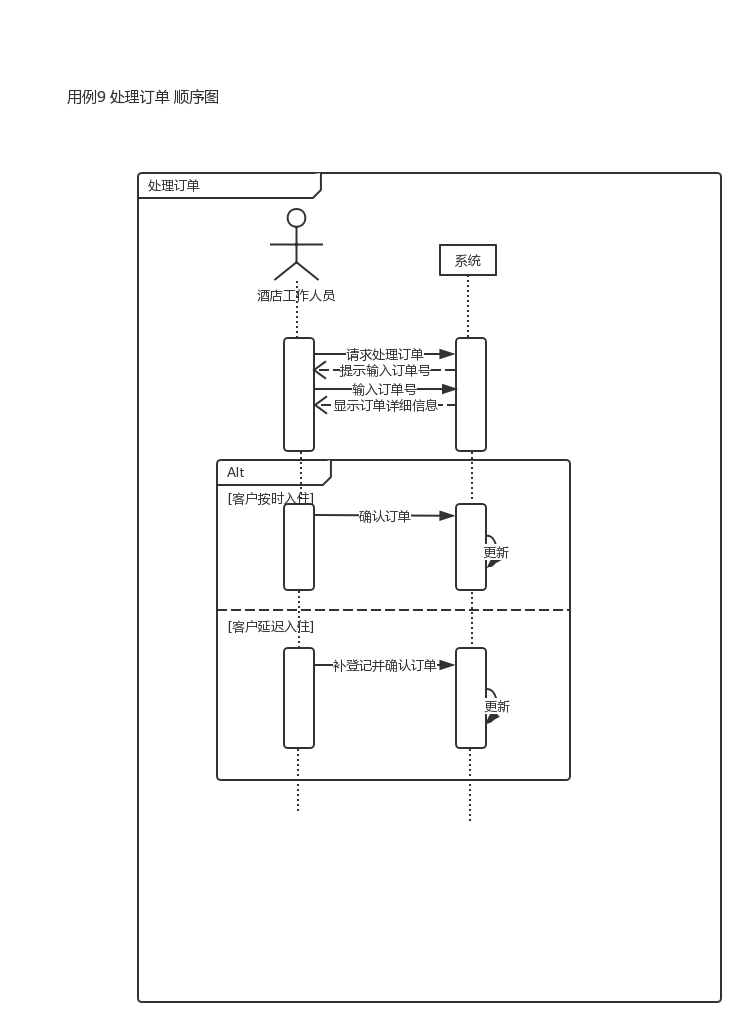 用例9 处理订单 顺序图
处理订单
系统
酒店工作人员
请求处理订单
提示输入订单号
输入订单号
显示订单详细信息
Alt
[客户按时入住]
确认订单
更新
[客户延迟入住]
补登记并确认订单
更新